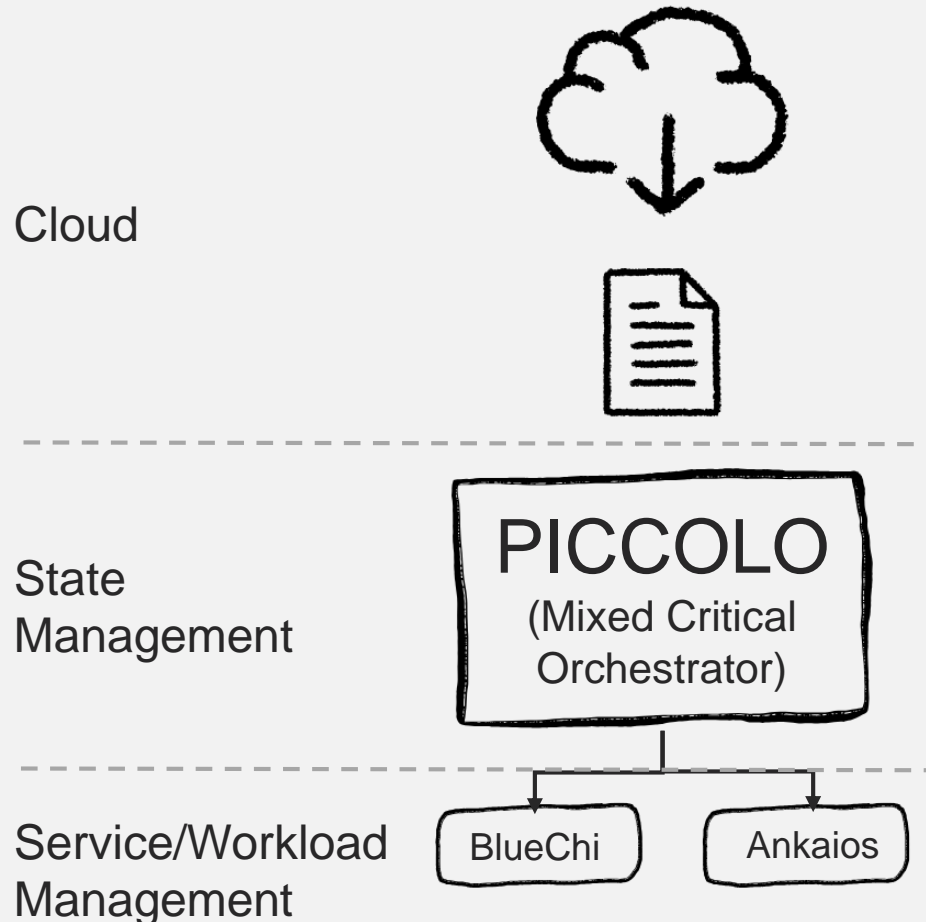 Cloud
State
Management
PICCOLO
(Mixed Critical
Orchestrator)
Service/Workload
Management
BlueChi
Ankaios